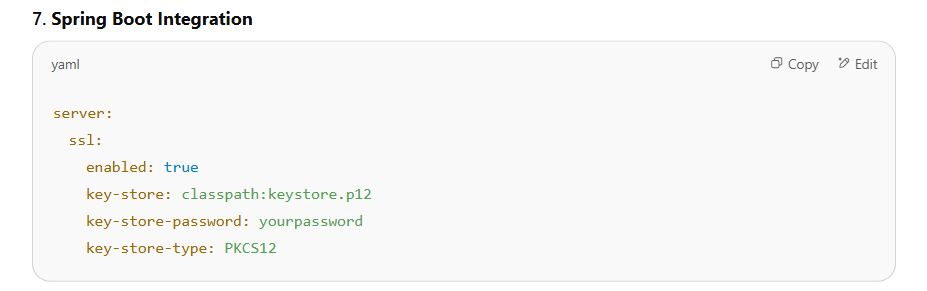 7. Spring Boot Integration
yaml
Copy
Edit
server:
  ssl:
    enabled: true
    key-store: classpath:keystore.p12
    key-store-password: yourpassword
    key-store-type: PKCS12